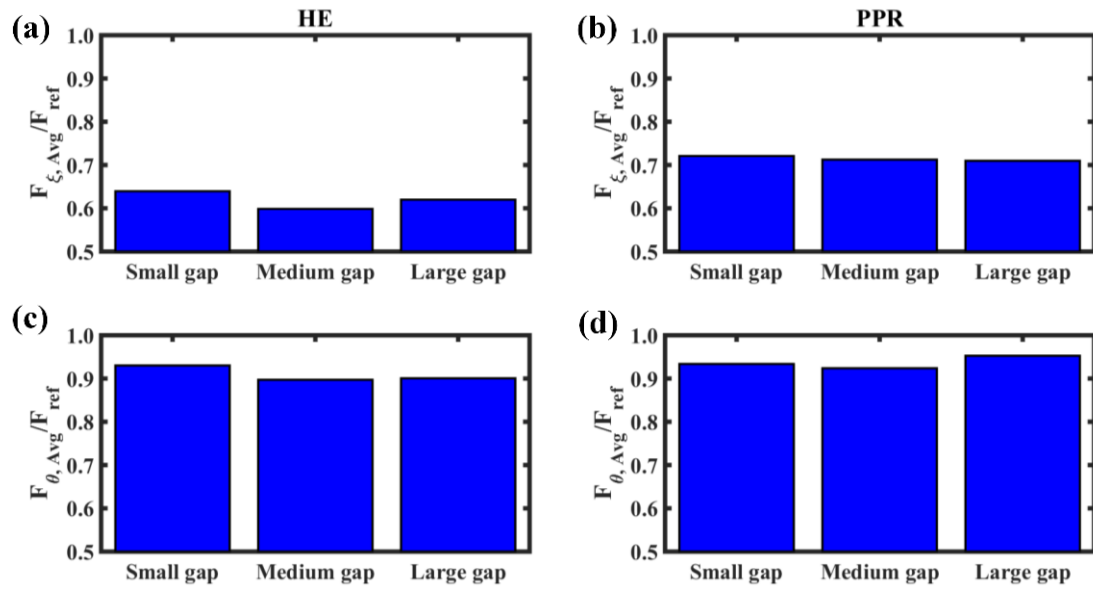 (a) HE
1.0
0.9
0.8
0.7
0.6
0.5
F ξ, Avg/F ref
Small gap Medium gap Large gap
(b) PPR
1.0
0.9
0.8
0.7
0.6
0.5
F ξ, Avg/F ref
Small gap Medium gap Large gap
(c)
1.0
0.9
0.8
0.7
0.6
0.5
F θ, Avg/F ref
Small gap Medium gap Large gap
(d)
1.0
0.9
0.8
0.7
0.6
0.5
F θ, Avg/F ref
Small gap Medium gap Large gap